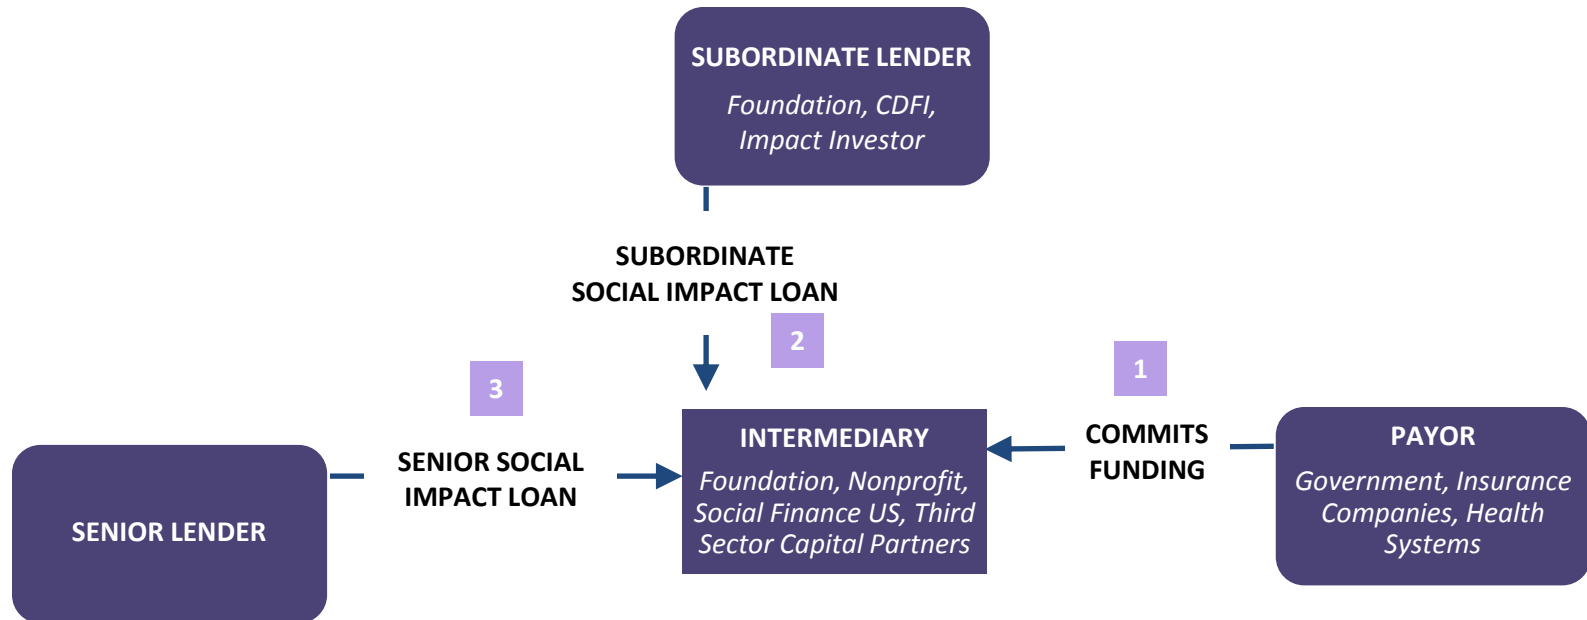 SUBORDINATE LENDER
Foundation, CDFI,
Impact Investor
SUBORDINATE
SOCIAL IMPACT LOAN
2
3
1
SENIOR LENDER
SENIOR SOCIAL
IMPACT LOAN
INTERMEDIARY
Foundation, Nonprofit,
Social Finance US, Third
Sector Capital Partners
COMMITS
FUNDING
PAYOR
Government, Insurance
Companies, Health
Systems